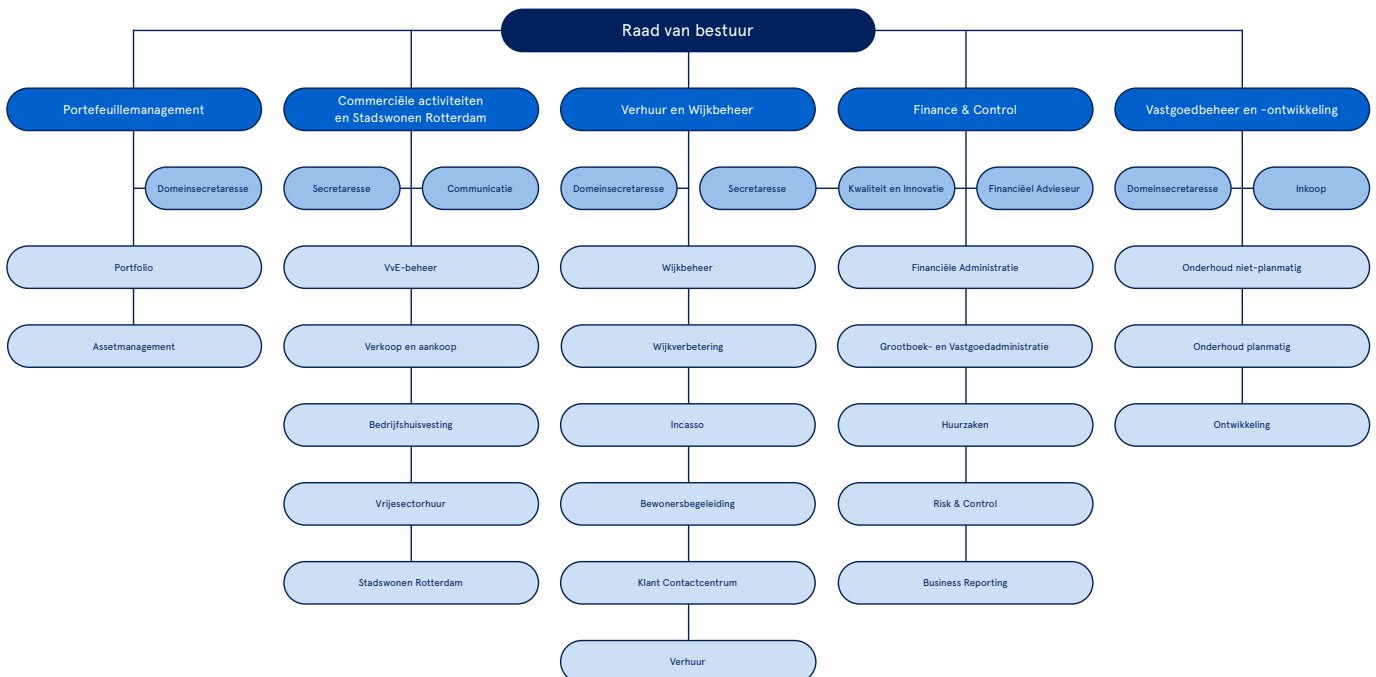 Raad van bestuur
Portefeuillemanagement
Commerciële activiteiten
en Stadswonen Rotterdam
Verhuur en Wijkbeheer
Finance & Control
Vastgoedbeheer en -ontwikkeling
Domeinsecretaresse
Secretaresse
Communicatie
Domeinsecretaresse
Secretaresse
Kwaliteit en Innovatie
Financiëel Advieseur
Domeinsecretaresse
Inkoop
Portfolio
VvE-beheer
Wijkbeheer
Financiële Administratie
Onderhoud niet-planmatig
Assetmanagement
Verkoop en aankoop
Wijkverbetering
Grootboek- en Vastgoedadministratie
Onderhoud planmatig
Bedrijfshuisvesting
Incasso
Huurzaken
Ontwikkeling
Vrijesectorhuur
Bewonersbegeleiding
Risk & Control
Stadswonen Rotterdam
Klant Contactcentrum
Business Reporting
Verhuur